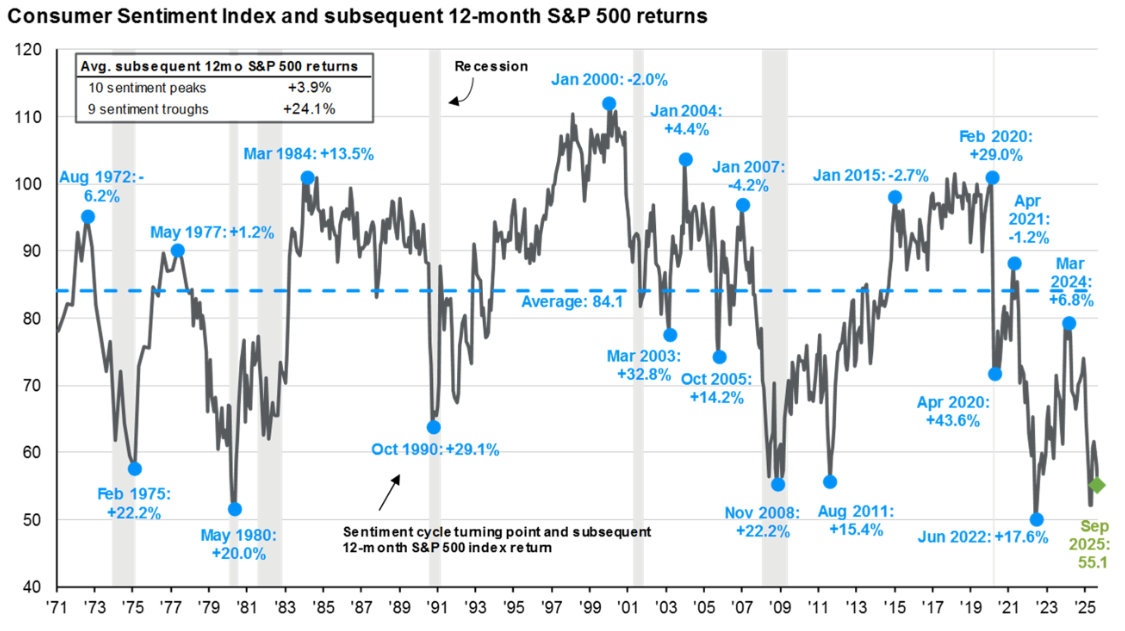 Consumer Sentiment Index and subsequent 12-month S&P 500 returns
120
110
100
90
80
70
60
50
40
Avg. subsequent 12mo S&P 500 returns
10 sentiment peaks +3.9%
9 sentiment troughs +24.1%
Recession
Aug 1972: -
6.2%
May 1977: +1.2%
Mar 1984: +13.5%
Jan 2000: -2.0%
Jan 2004:
+4.4%
Jan 2007:
-4.2%
Jan 2015: -2.7%
Feb 2020:
+29.0%
Apr
2021:
-1.2%
Mar
2024:
+6.8%
Average: 84.1
Feb 1975:
+22.2%
May 1980:
+20.0%
Oct 1990: +29.1%
Mar 2003:
+32.8%
Oct 2005:
+14.2%
Nov 2008:
+22.2%
Aug 2011:
+15.4%
Apr 2020:
+43.6%
Jun 2022: +17.6%
Sep
2025:
55.1
Sentiment cycle turning point and subsequent
12-month S&P 500 index return
'71 '73 '75 '77 '79 '81 '83 '85 '87 '89 '91 '93 '95 '97 '99 '01 '03 '05 '07 '09 '11 '13 '15 '17 '19 '21 '23 '25